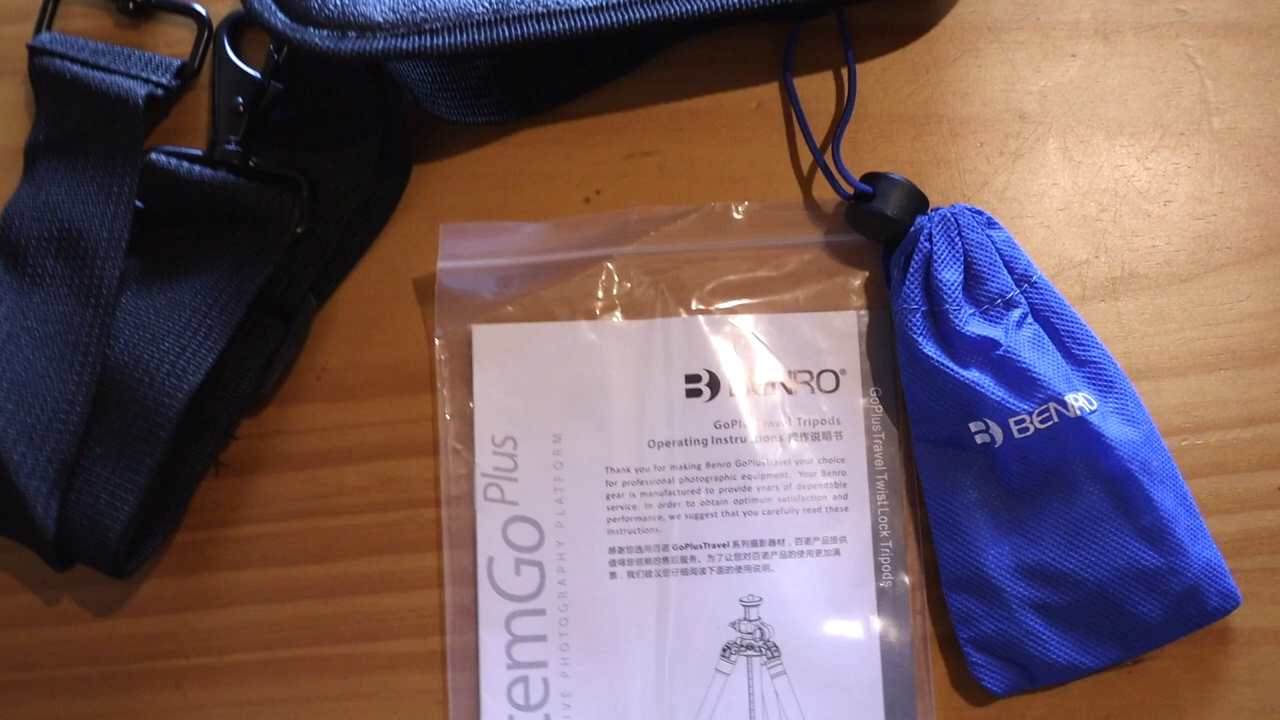 BENRO®
GoPlusTravel Tripods
Operating Instructions 操作说明书
Thank you for making Benro GoPlusTravel your choice
for professional photographic equipment. Your Benro
gear is manufactured to provide years of dependable
service. In order to obtain optimum satisfaction and
performance, we suggest that you carefully read these
instructions.
感谢您选用百诺 GoPlusTravel 系列摄影器材，百诺产品提供
值得您信赖的售后服务。为了让您对百诺产品的使用更加满
意，我们建议您仔细阅读下面的使用说明。
temGoPlus
IVE PHOTOGRAPHY PLATFORM
GoPlusTravel Twist Lock Tripods
BENRO